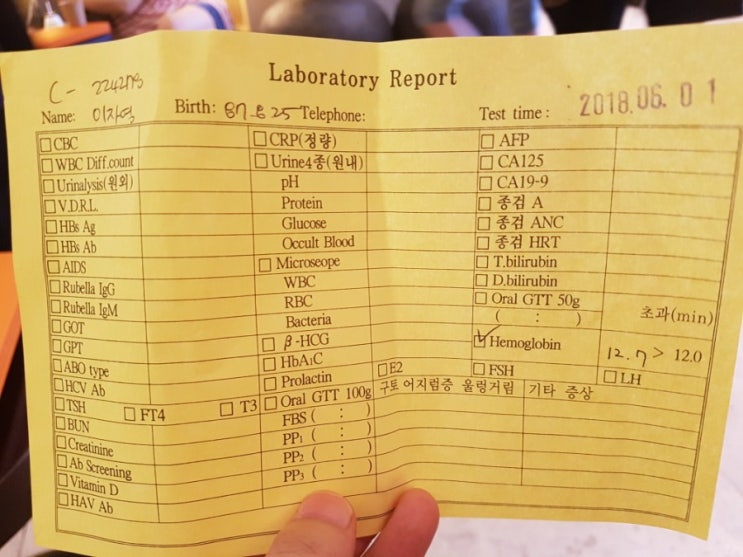 Laboratory Report
C - 2242173
Name: 이자영 Birth: 87.6.25 Telephone: Test time: 2018.06.01
□ CBC □ CRP(정량) □ AFP
□ WBC Diff.count □ Urine4종(원내) □ CA125
□ Urinalysis(원외) pH □ CA19-9
□ V.D.R.L. Protein □ 종검 A
□ HBs Ag Glucose □ 종검 ANC
□ HBs Ab Occult Blood □ 종검 HRT
□ AIDS □ Microseope □ T.bilirubin
□ Rubella IgG WBC □ D.bilirubin
□ Rubella IgM RBC □ Oral GTT 50g
□ GOT Bacteria ( : ) 초과(min)
□ GPT □ β-HCG ☑ Hemoglobin 12.7 > 12.0
□ ABO type □ HbA1C
□ HCV Ab □ Prolactin □ E2 □ FSH □ LH
□ TSH □ FT4 □ T3 □ Oral GTT 100g 구토 어지럼증 울렁거림 기타 증상
□ BUN FBS ( : )
□ Creatinine PP1 ( : )
□ Ab Screening PP2 ( : )
□ Vitamin D PP3 ( : )
□ HAV Ab